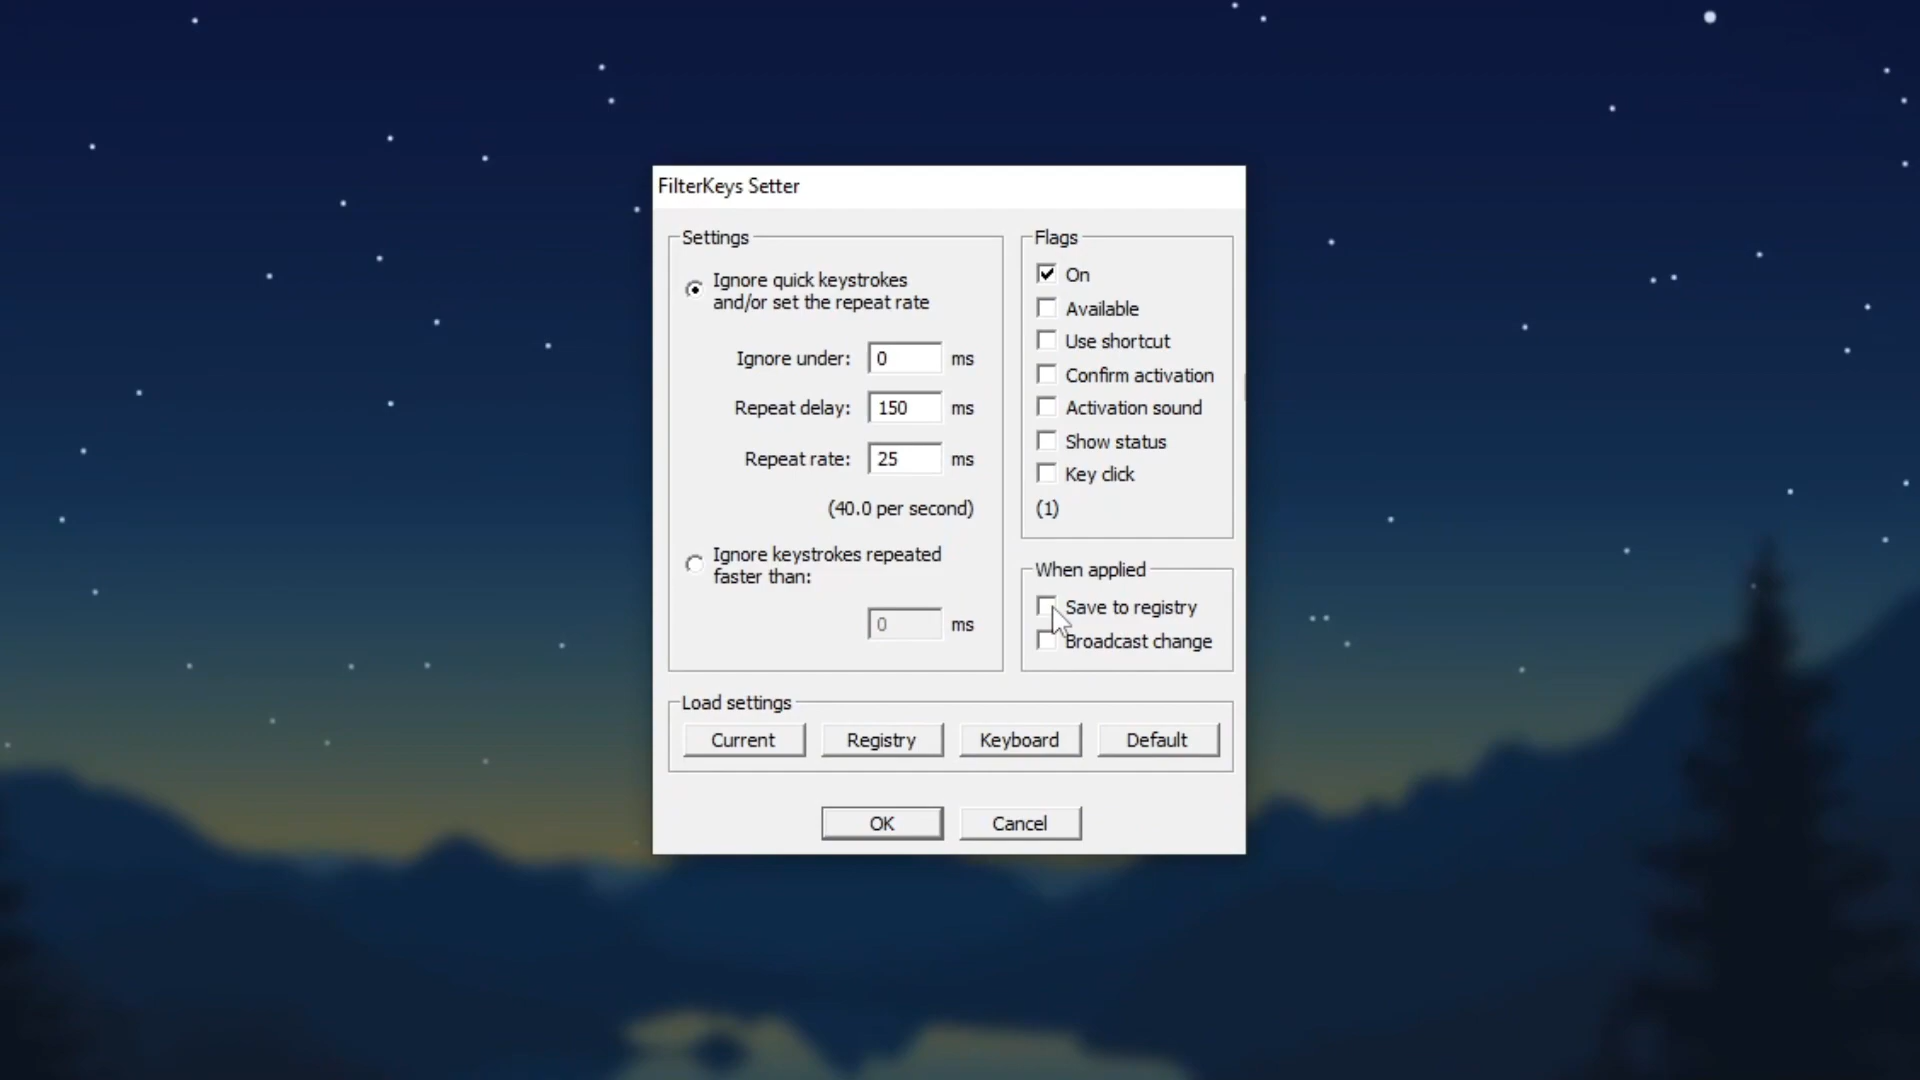 FilterKeys Setter
Settings
Ignore quick keystrokes
and/or set the repeat rate
Ignore under: 0 ms
Repeat delay: 150 ms
Repeat rate: 25 ms
(40.0 per second)
Ignore keystrokes repeated
faster than:
0 ms
Flags
On
Available
Use shortcut
Confirm activation
Activation sound
Show status
Key click
(1)
When applied
Save to registry
Broadcast change
Load settings
Current Registry Keyboard Default
OK Cancel